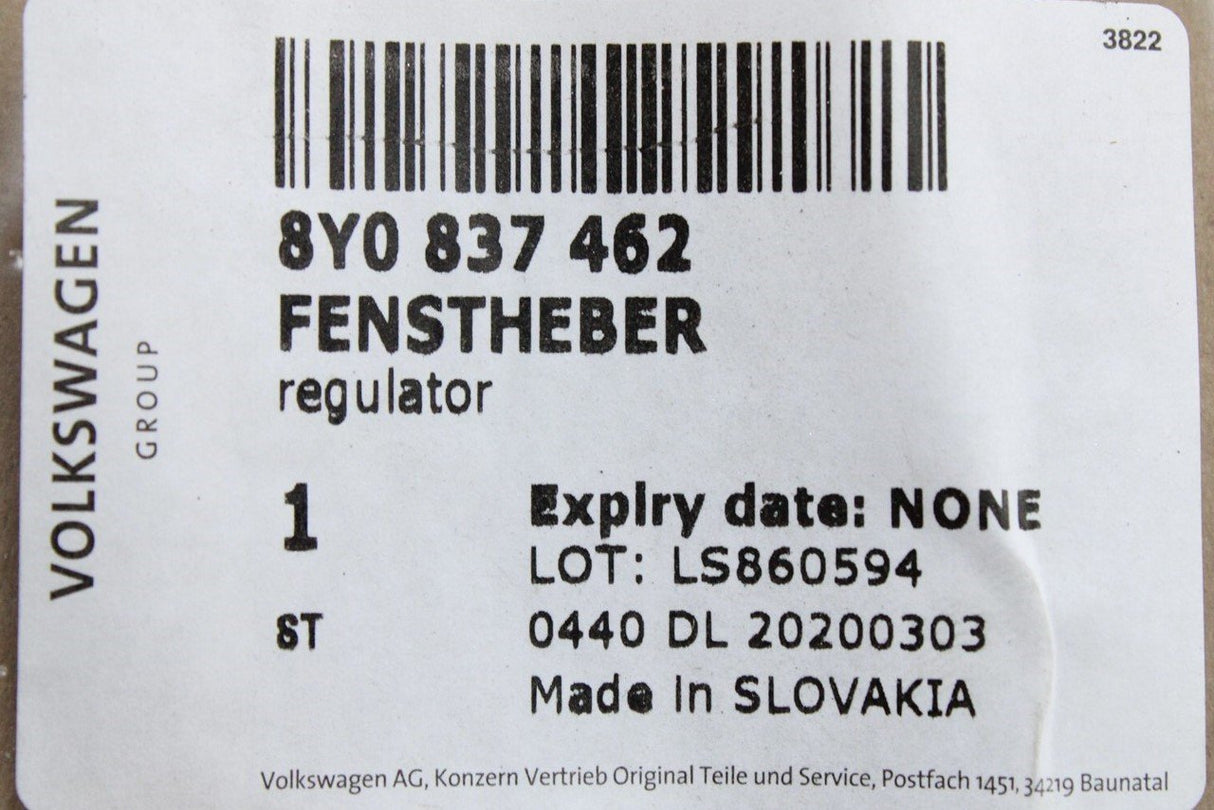 3822
8Y0 837 462
FENSTHEBER
regulator
1
Expiry date: NONE
LOT: LS860594
ST
0440 DL 20200303
Made in SLOVAKIA
VOLKSWAGEN
GROUP
Volkswagen AG, Konzern Vertrieb Original Teile und Service, Postfach 1451, 34219 Baunatal